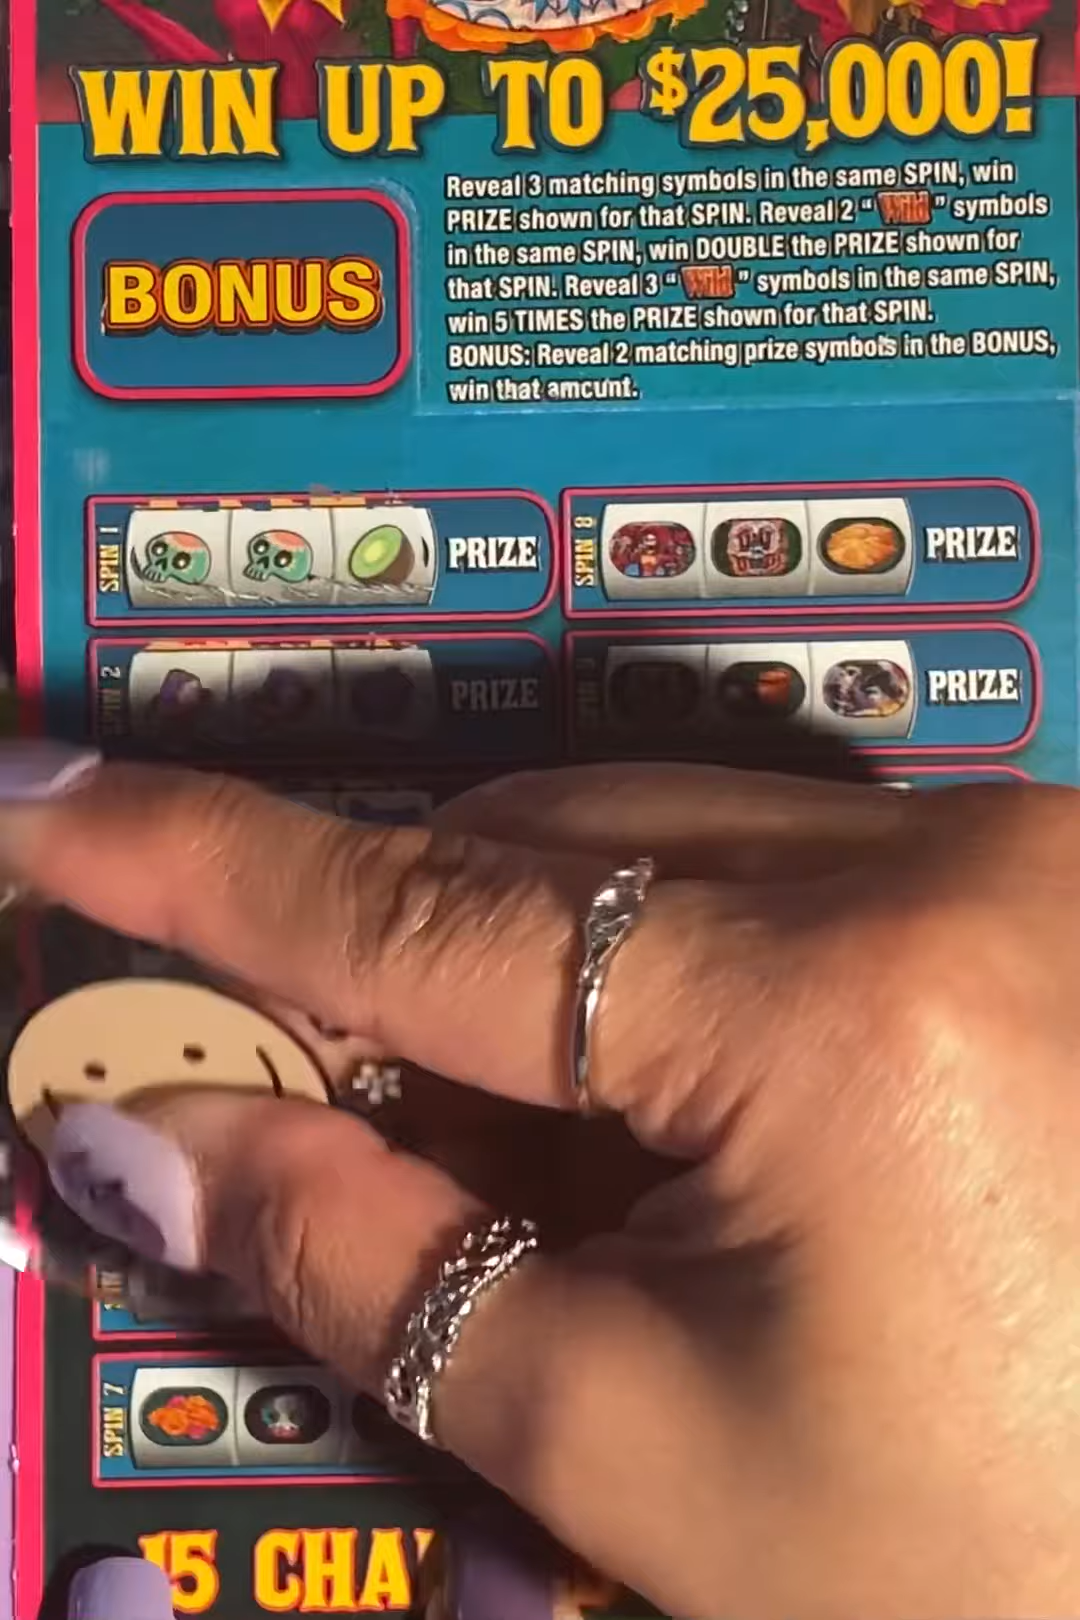 WIN UP TO $25,000!
BONUS
Reveal 3 matching symbols in the same SPIN, win
PRIZE shown for that SPIN. Reveal 2 "Wild" symbols
in the same SPIN, win DOUBLE the PRIZE shown for
that SPIN. Reveal 3 "Wild" symbols in the same SPIN,
win 5 TIMES the PRIZE shown for that SPIN.
BONUS: Reveal 2 matching prize symbols in the BONUS,
win that amcunt.
SPIN 1
PRIZE
SPIN 8
PRIZE
SPIN 2
PRIZE
PRIZE
SPIN 7
15 CHA